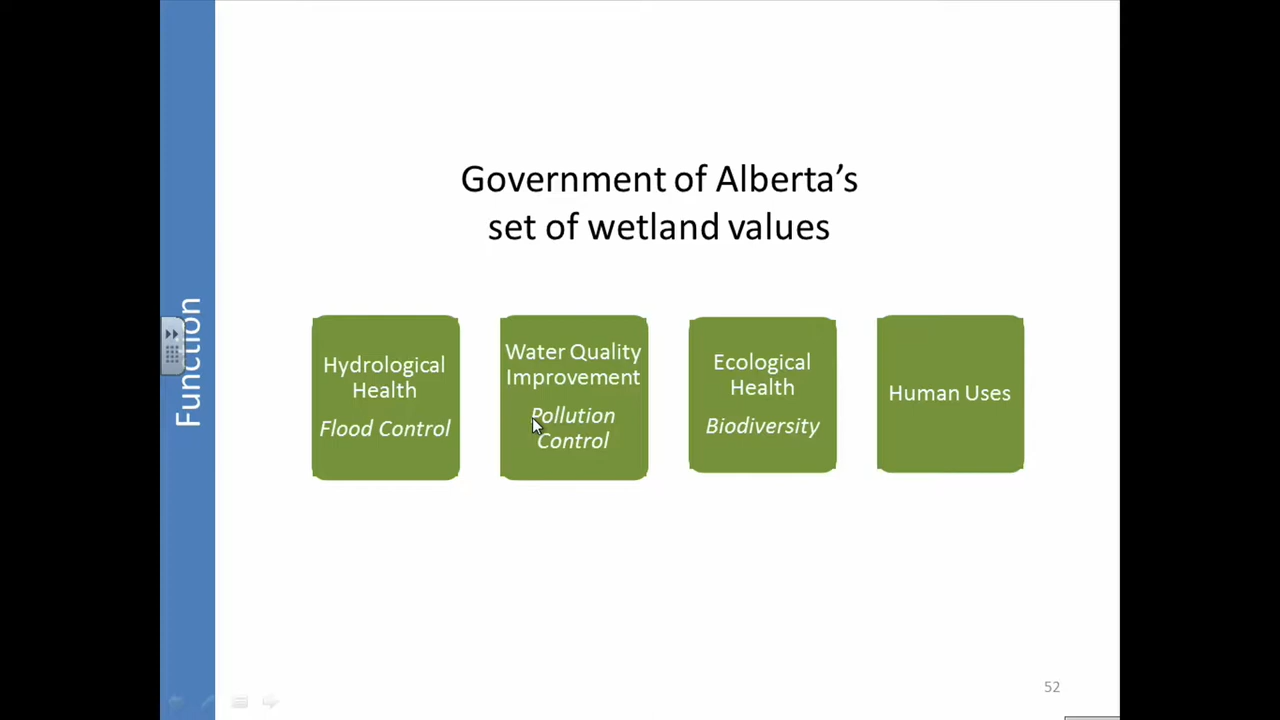 Function
Government of Alberta's
set of wetland values
Hydrological
Health
Flood Control
Water Quality
Improvement
Pollution
Control
Ecological
Health
Biodiversity
Human Uses
52